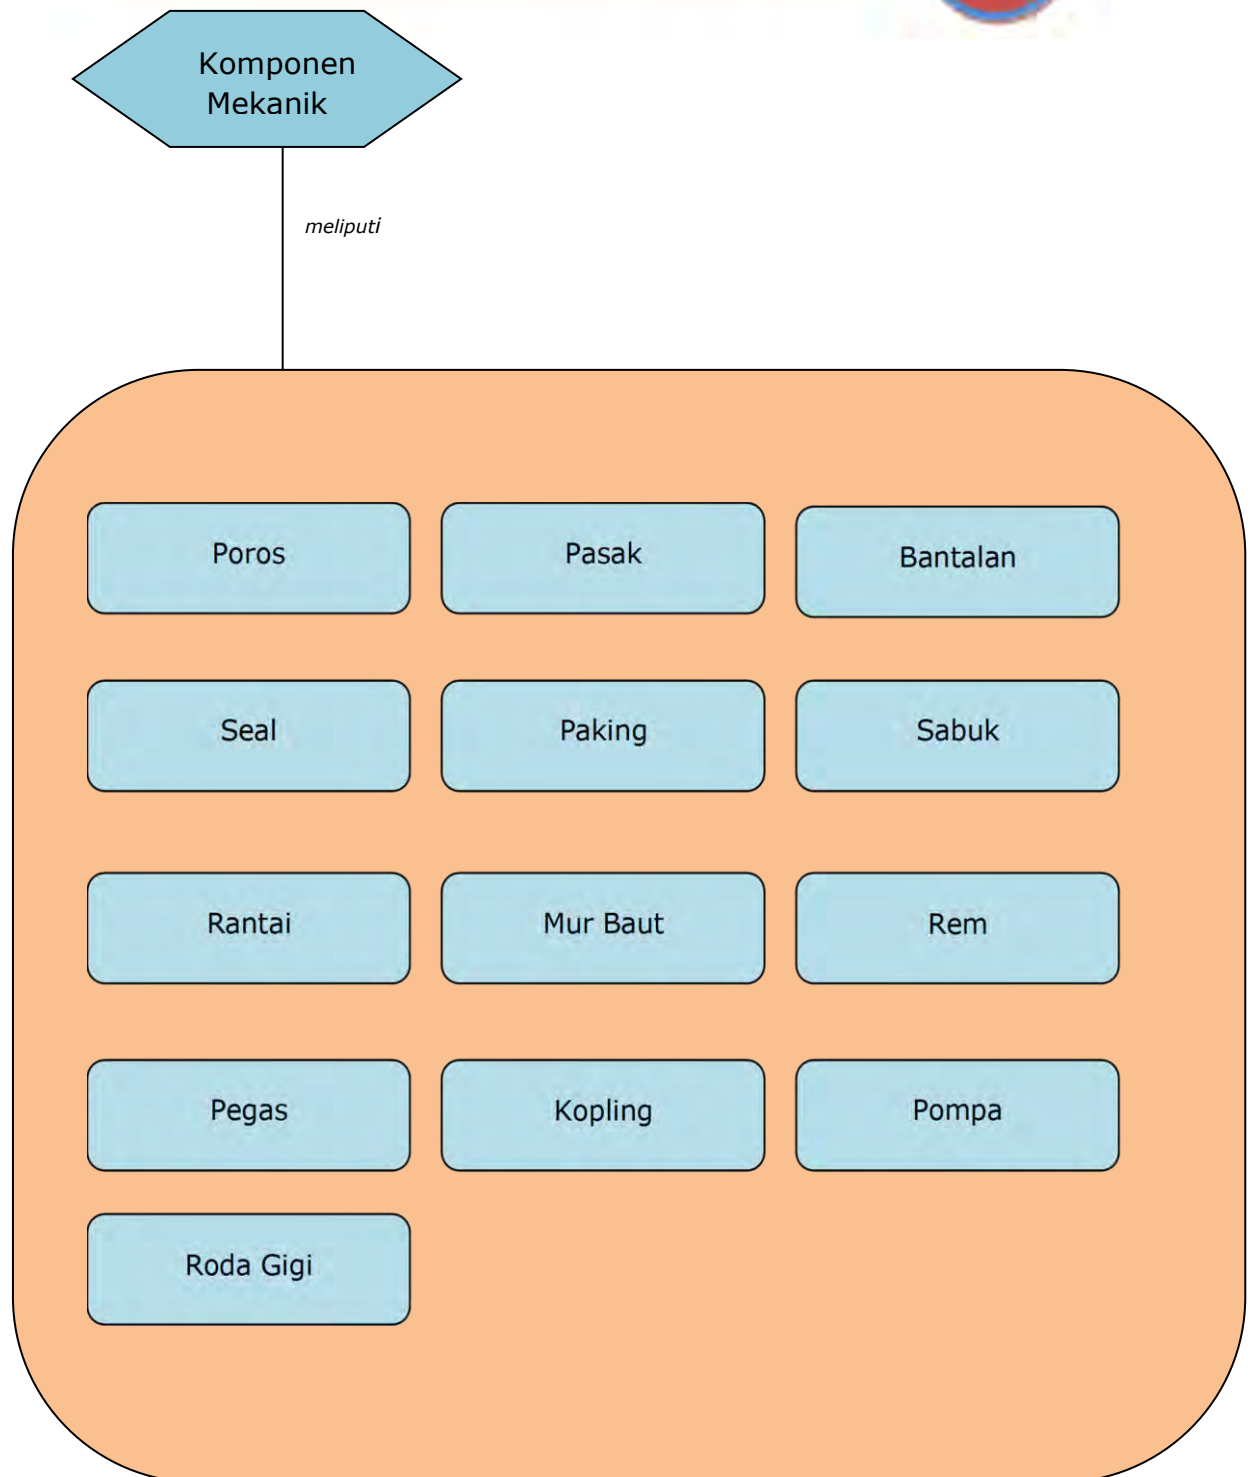 Komponen
Mekanik
meliputi
Poros
Pasak
Bantalan
Seal
Paking
Sabuk
Rantai
Mur Baut
Rem
Pegas
Kopling
Pompa
Roda Gigi